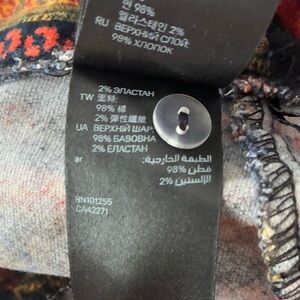 면 98%
엘라스테인 2%
RU ВЕРХНИЙ СЛОЙ:
98% ХЛОПОК
2% ЭЛАСТАН
TW 面料:
98% 棉
2% 彈性纖維
UA ВЕРХНІЙ ШАР:
98% БАВОВНА
2% ЕЛАСТАН
ar
الطبقة الخارجية:
قطن 98%
الإلستين 2%
RN101255
CA42271